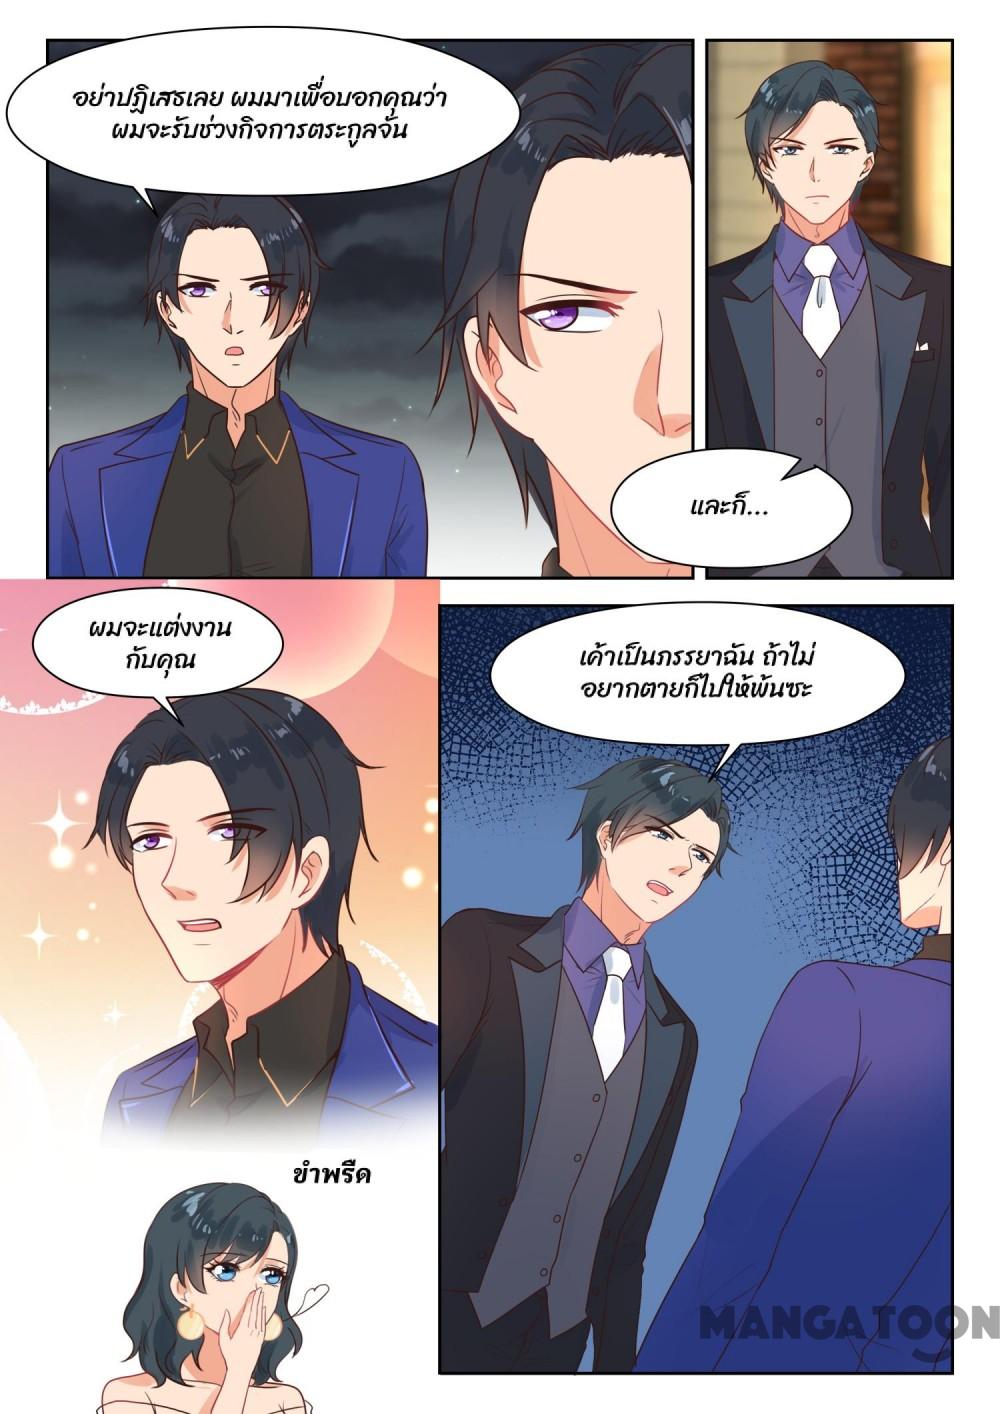 อย่าปฏิเสธเลย ผมมาเพื่อบอกคุณว่า
ผมจะรับช่วงกิจการตระกูลจั่น
และก็...
ผมจะแต่งงาน
กับคุณ
เค้าเป็นภรรยาฉัน ถ้าไม่
อยากตายก็ไปให้พ้นซะ
ขำพรืด
MANGATOON